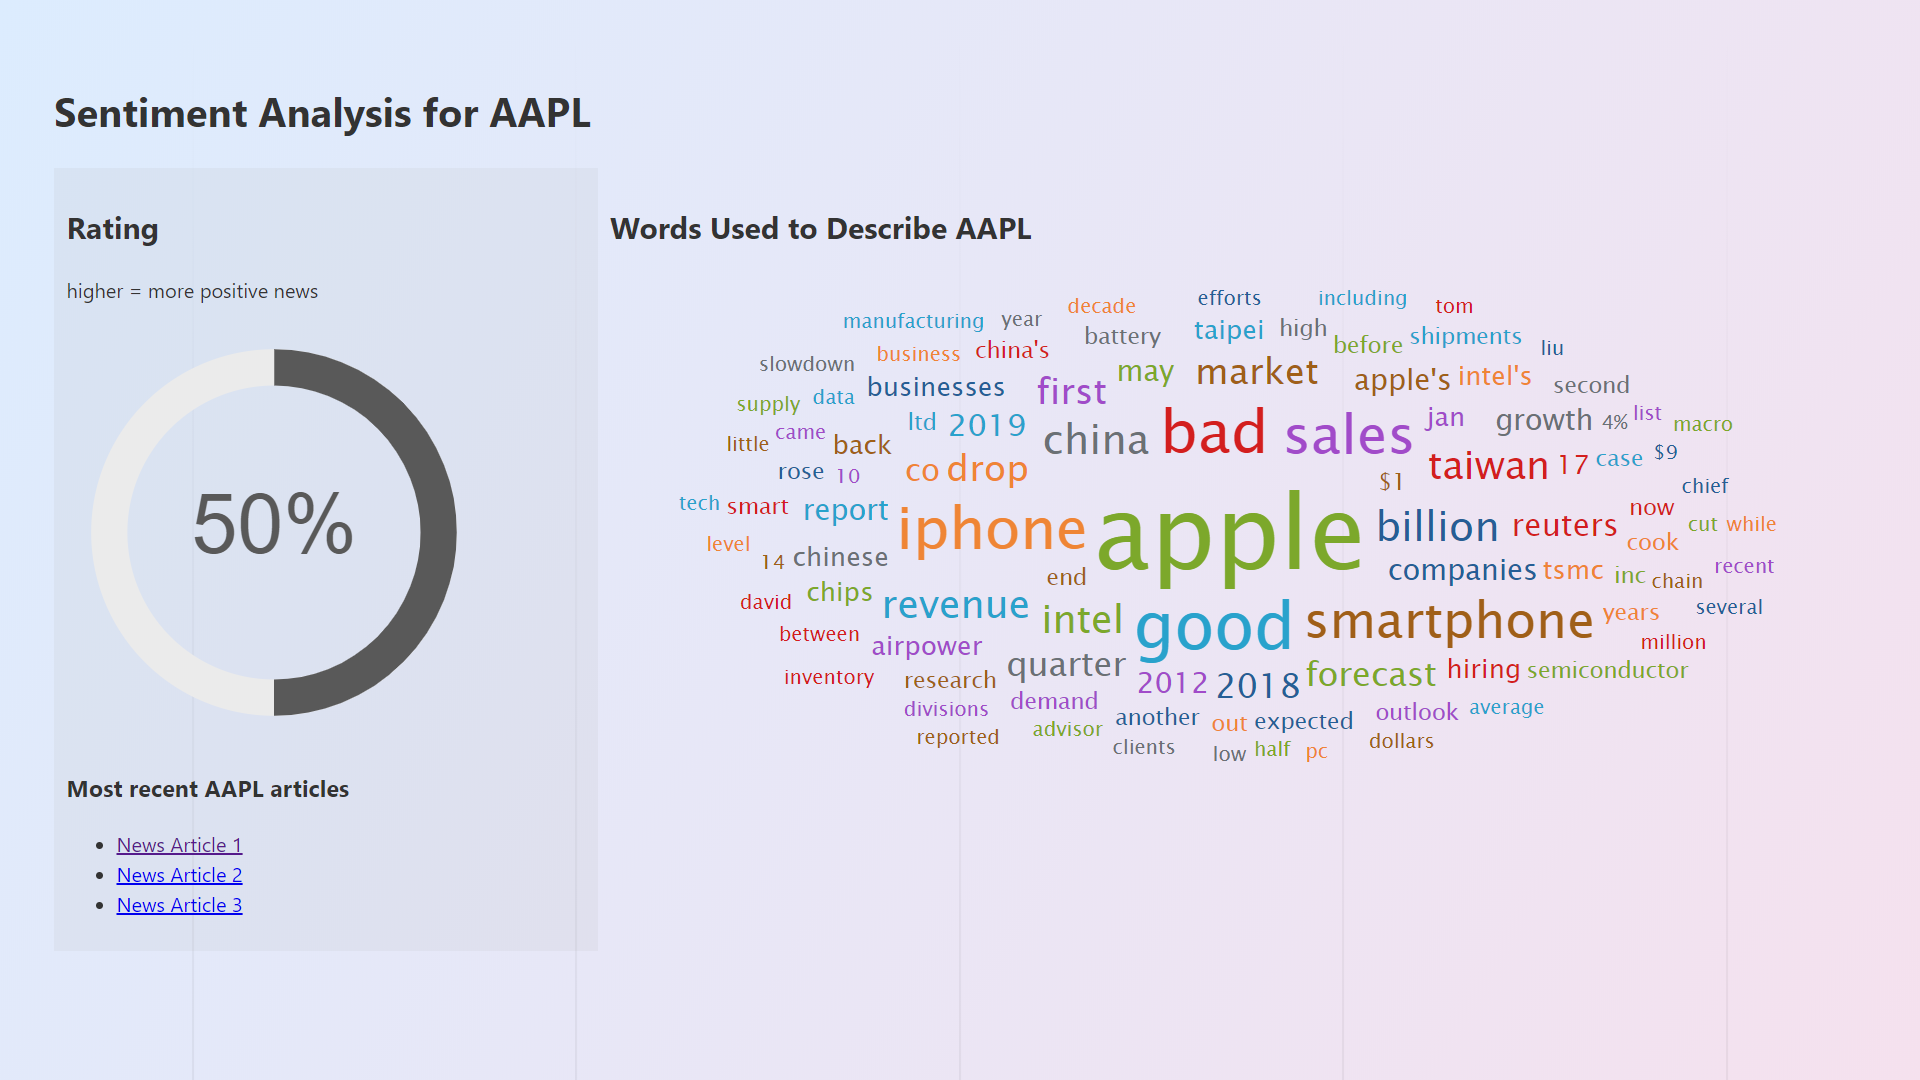 Sentiment Analysis for AAPL
Rating
higher = more positive news
50%
Most recent AAPL articles
News Article 1
News Article 2
News Article 3
Words Used to Describe AAPL
efforts including
decade tom
manufacturing year
battery taipei high before shipments
liu
slowdown business china's
may market apple's intel's second
businesses first
supply data
ltd 2019 china bad sales jan growth 4% list macro
little came back
rose 10 co drop taiwan 17 case $9
$1 chief
tech smart report iphone apple billion reuters now cut while
level cook
14 chinese end companies tsmc inc chain recent
david chips revenue intel good smartphone years several
between airpower million
inventory research quarter 2012 2018 forecast hiring semiconductor
divisions demand another out expected outlook average
reported advisor clients low half pc dollars